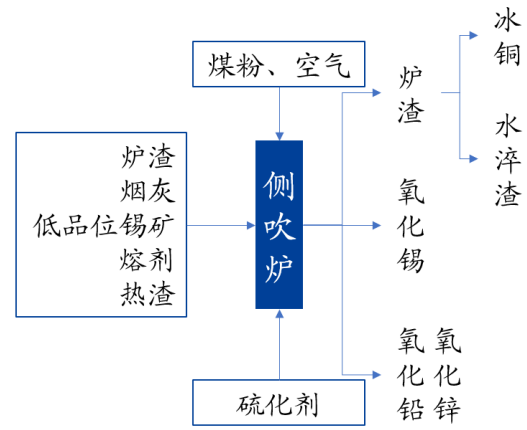 煤粉、空气
炉渣
烟灰
低品位锡矿
熔剂
热渣
侧吹炉
硫化剂
炉渣
冰铜
水淬渣
氧化锡
氧化铅
氧化锌